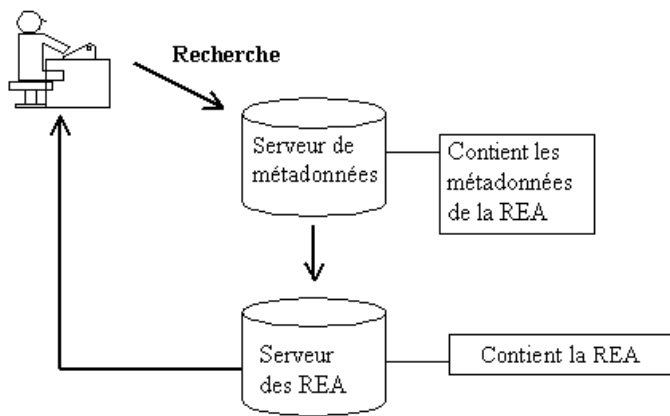 Recherche
Serveur de
métadonnées
Contient les
métadonnées
de la REA
Serveur
des REA
Contient la REA